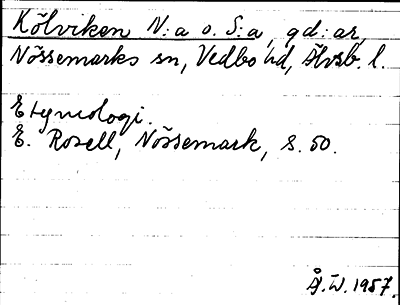 Kölviken N:a o. S:a, gd:ar,
Nössemarks sn, Vedbo hd, Älvsb. l.
Etymologi.
E. Rosell, Nössemark, s. 50.
Å. W. 1957.